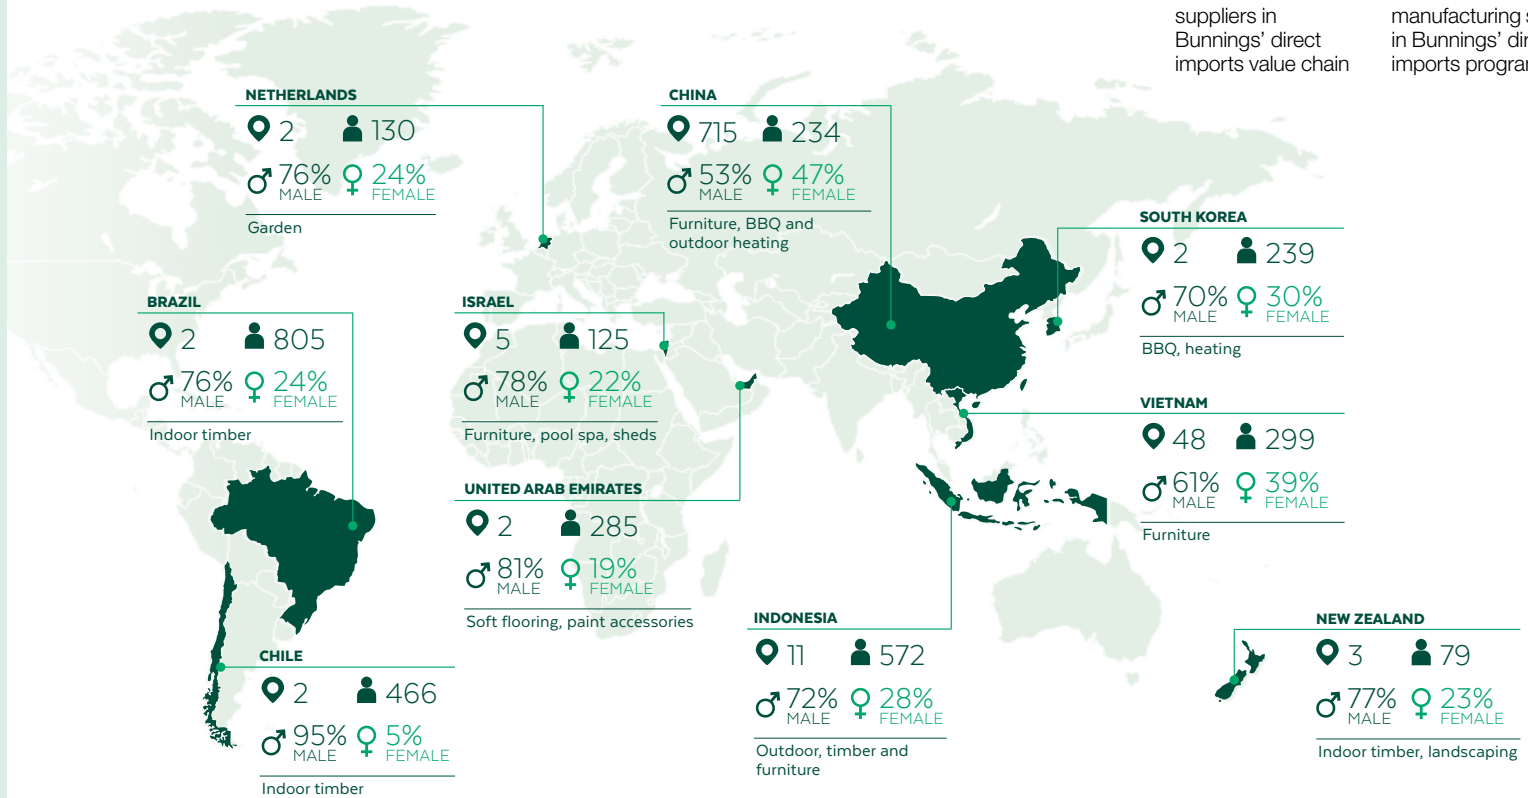 suppliers in
Bunnings' direct
imports value chain
manufacturing
in Bunnings'
imports
NETHERLANDS
2 130
76% 24%
MALE FEMALE
Garden
CHINA
715 234
53% 47%
MALE FEMALE
Furniture, BBQ and
outdoor heating
SOUTH KOREA
2 239
70% 30%
MALE FEMALE
BBQ, heating
BRAZIL
2 805
76% 24%
MALE FEMALE
Indoor timber
ISRAEL
5 125
78% 22%
MALE FEMALE
Furniture, pool spa, sheds
VIETNAM
48 299
61% 39%
MALE FEMALE
Furniture
UNITED ARAB EMIRATES
2 285
81% 19%
MALE FEMALE
Soft flooring, paint accessories
CHILE
2 466
95% 5%
MALE FEMALE
Indoor timber
INDONESIA
11 572
72% 28%
MALE FEMALE
Outdoor, timber and
furniture
NEW ZEALAND
3 79
77% 23%
MALE FEMALE
Indoor timber, landscaping